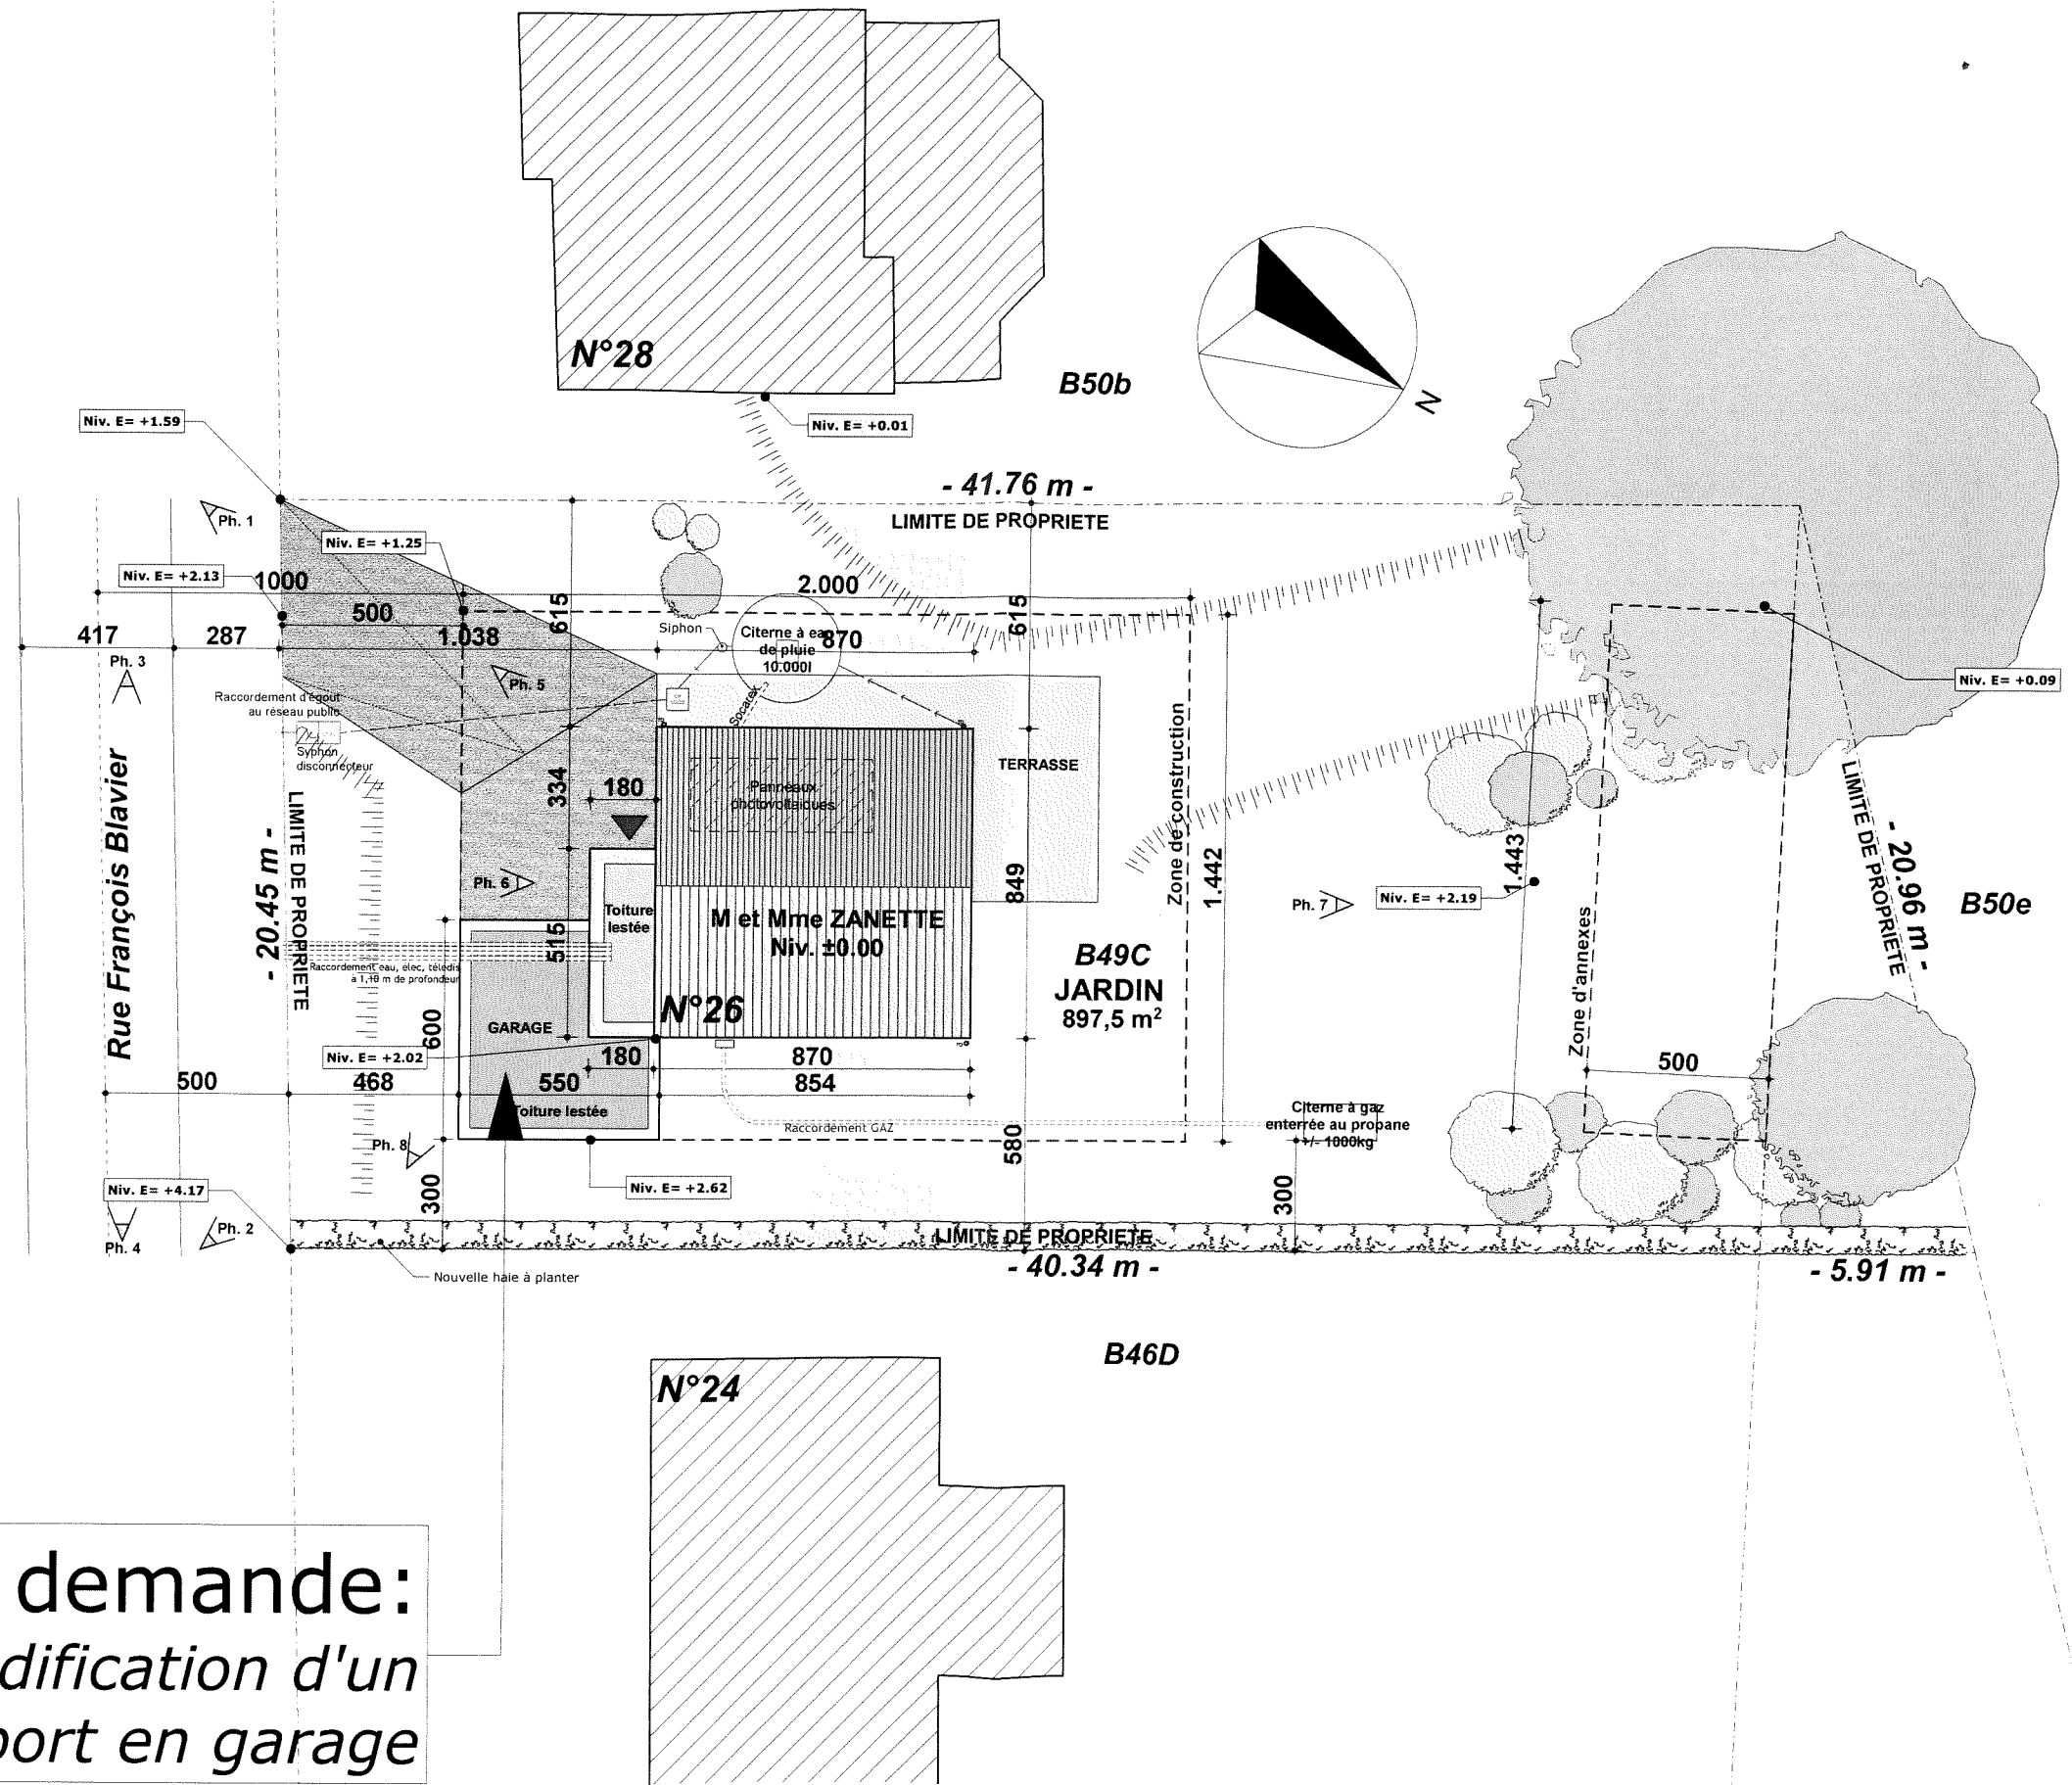 N°28
B50b
N
Niv. E= +1.59
Niv. E= +0.01
- 41.76 m -
LIMITE DE PROPRIETE
Ph. 1
Niv. E= +1.25
Niv. E= +2.13
1000
500
615
2.000
615
417
287
1.038
Siphon
Citerne à eau
de pluie
10.000l
870
Ph. 3
Ph. 5
Niv. E= +0.09
Raccordement d'égout
au réseau public
Socarex
Syphon
disconnecteur
334
180
Panneaux
photovoltaïques
TERRASSE
Zone de construction
1.442
1.443
Rue François Blavier
- 20.45 m -
LIMITE DE PROPRIETE
LIMITE DE PROPRIETE
- 20.96 m -
Ph. 6
Toiture
lestée
M et Mme ZANETTE
Niv. ±0.00
849
Ph. 7
Niv. E= +2.19
B50e
515
Raccordement eau, élec, télédis
à 1,10 m de profondeur
B49C
JARDIN
897,5 m²
Zone d'annexes
N°26
GARAGE
600
Niv. E= +2.02
180
870
500
500
468
550
854
Toiture lestée
Raccordement GAZ
Citerne à gaz
enterrée au propane
+/- 1000kg
580
Ph. 8
300
Niv. E= +2.62
300
Niv. E= +4.17
Ph. 4
Ph. 2
LIMITE DE PROPRIETE
- 40.34 m -
- 5.91 m -
Nouvelle haie à planter
B46D
N°24
demande:
dification d'un
port en garage